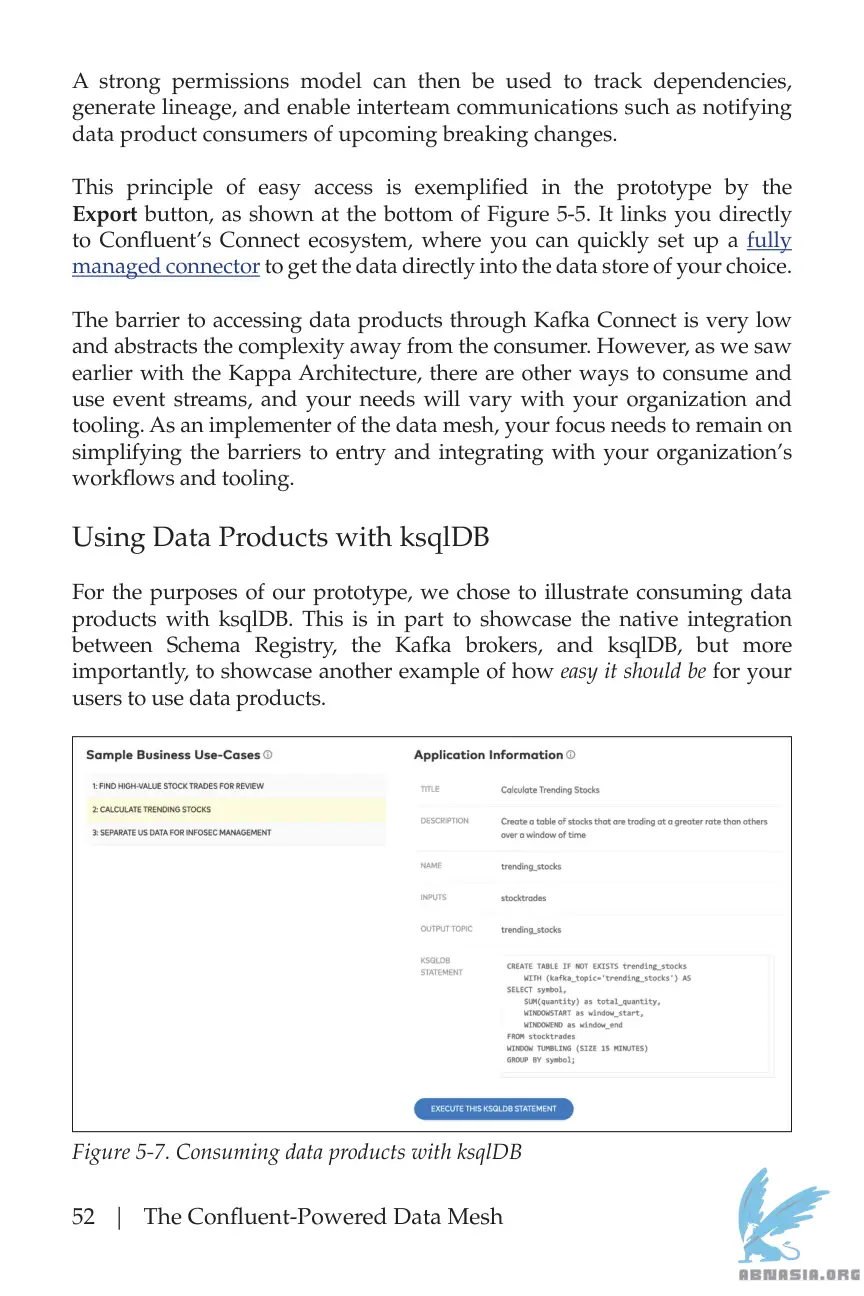 A strong permissions model can then be used to track dependencies,
generate lineage, and enable interteam communications such as notifying
data product consumers of upcoming breaking changes.
This principle of easy access is exemplified in the prototype by the
Export button, as shown at the bottom of Figure 5-5. It links you directly
to Confluent’s Connect ecosystem, where you can quickly set up a fully
managed connector to get the data directly into the data store of your choice.
The barrier to accessing data products through Kafka Connect is very low
and abstracts the complexity away from the consumer. However, as we saw
earlier with the Kappa Architecture, there are other ways to consume and
use event streams, and your needs will vary with your organization and
tooling. As an implementer of the data mesh, your focus needs to remain on
simplifying the barriers to entry and integrating with your organization’s
workflows and tooling.
Using Data Products with ksqlDB
For the purposes of our prototype, we chose to illustrate consuming data
products with ksqlDB. This is in part to showcase the native integration
between Schema Registry, the Kafka brokers, and ksqlDB, but more
importantly, to showcase another example of how easy it should be for your
users to use data products.
Sample Business Use-Cases
1: FIND HIGH-VALUE STOCK TRADES FOR REVIEW
2: CALCULATE TRENDING STOCKS
3: SEPARATE US DATA FOR INFOSEC MANAGEMENT
Application Information
TITLE Calculate Trending Stocks
DESCRIPTION Create a table of stocks that are trading at a greater rate than others
over a window of time
NAME trending_stocks
INPUTS stocktrades
OUTPUT TOPIC trending_stocks
KSQLDB
STATEMENT
CREATE TABLE IF NOT EXISTS trending_stocks
WITH (kafka_topic='trending_stocks') AS
SELECT symbol,
SUM(quantity) as total_quantity,
WINDOWSTART as window_start,
WINDOWEND as window_end
FROM stocktrades
WINDOW TUMBLING (SIZE 15 MINUTES)
GROUP BY symbol;
EXECUTE THIS KSQLDB STATEMENT
Figure 5-7. Consuming data products with ksqlDB
52 | The Confluent-Powered Data Mesh
ABNASIA.ORG